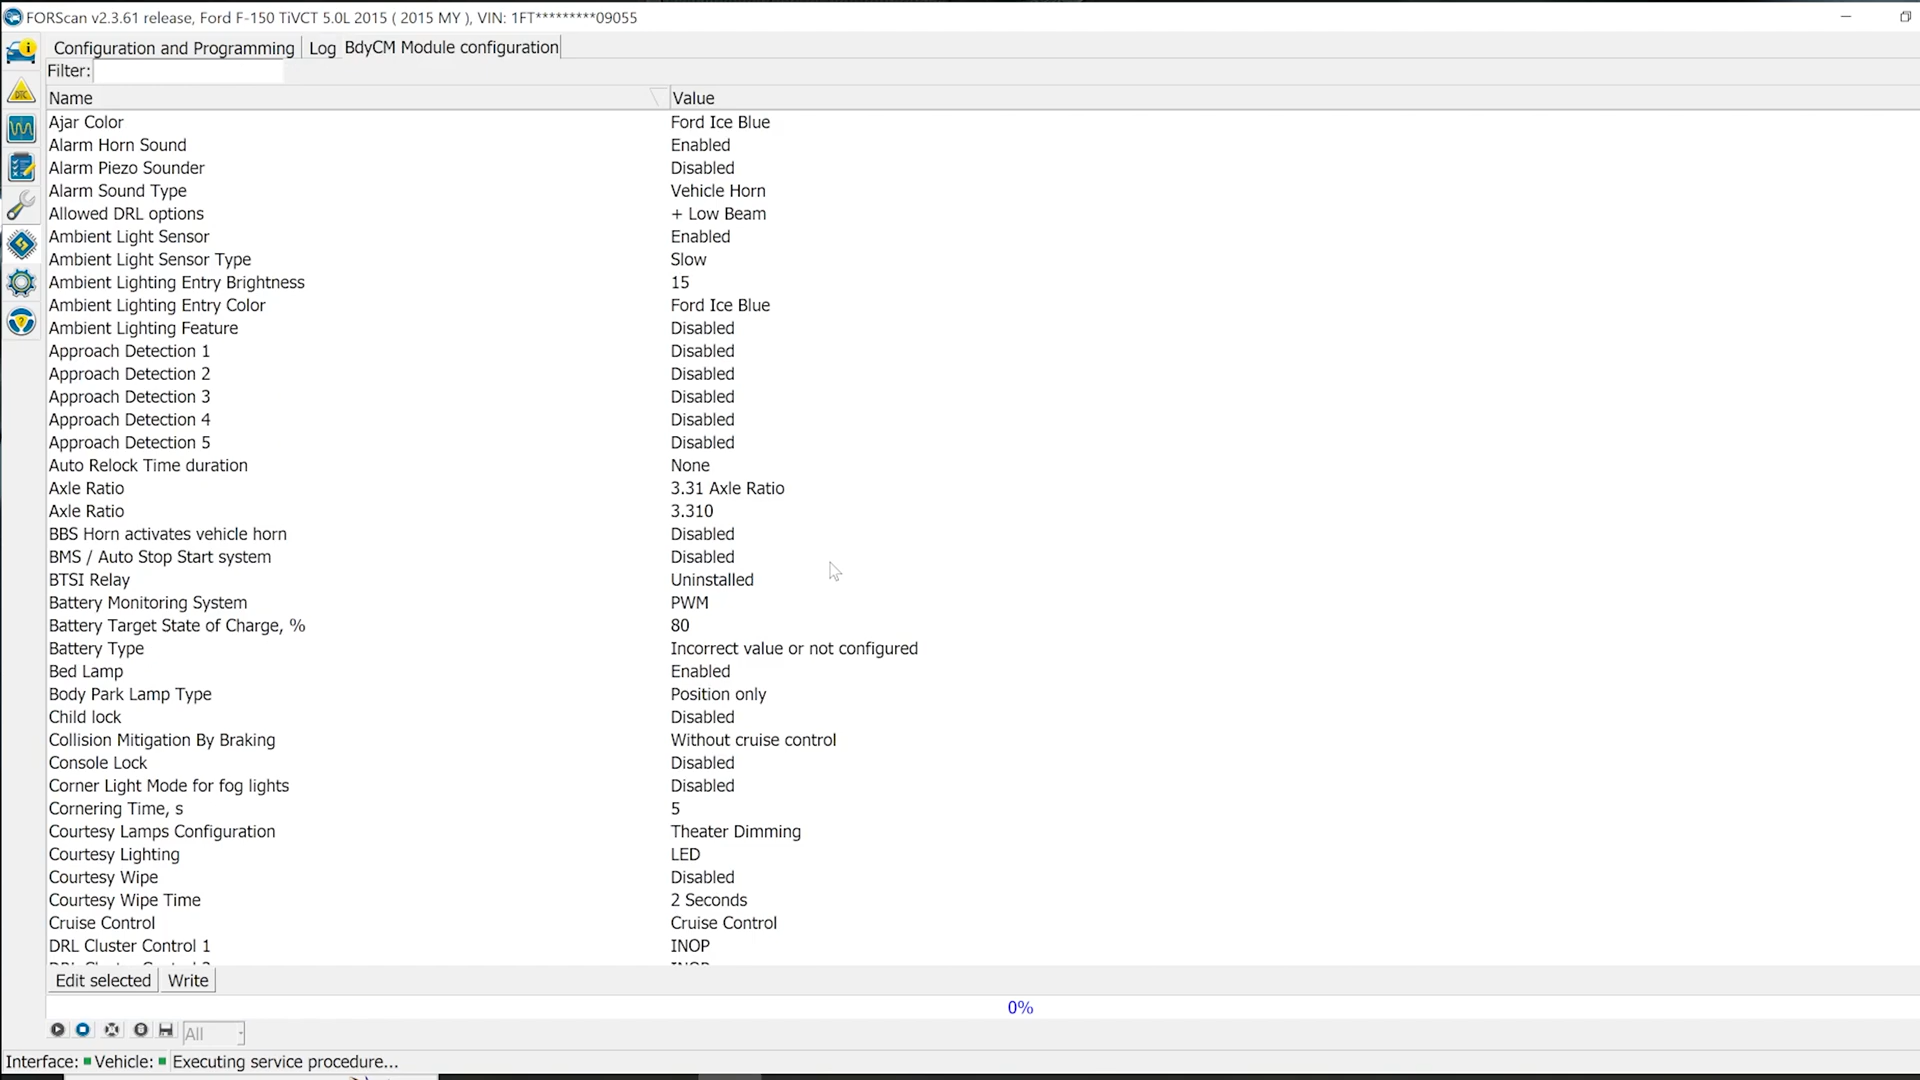 FORScan v2.3.61 release, Ford F-150 TiVCT 5.0L 2015 ( 2015 MY ), VIN: 1FT*********09055
Configuration and Programming Log BdyCM Module configuration
Filter:
DTC
Name Value
Ajar Color Ford Ice Blue
Alarm Horn Sound Enabled
Alarm Piezo Sounder Disabled
Alarm Sound Type Vehicle Horn
Allowed DRL options + Low Beam
Ambient Light Sensor Enabled
Ambient Light Sensor Type Slow
Ambient Lighting Entry Brightness 15
Ambient Lighting Entry Color Ford Ice Blue
Ambient Lighting Feature Disabled
Approach Detection 1 Disabled
Approach Detection 2 Disabled
Approach Detection 3 Disabled
Approach Detection 4 Disabled
Approach Detection 5 Disabled
Auto Relock Time duration None
Axle Ratio 3.31 Axle Ratio
Axle Ratio 3.310
BBS Horn activates vehicle horn Disabled
BMS / Auto Stop Start system Disabled
BTSI Relay Uninstalled
Battery Monitoring System PWM
Battery Target State of Charge, % 80
Battery Type Incorrect value or not configured
Bed Lamp Enabled
Body Park Lamp Type Position only
Child lock Disabled
Collision Mitigation By Braking Without cruise control
Console Lock Disabled
Corner Light Mode for fog lights Disabled
Cornering Time, s 5
Courtesy Lamps Configuration Theater Dimming
Courtesy Lighting LED
Courtesy Wipe Disabled
Courtesy Wipe Time 2 Seconds
Cruise Control Cruise Control
DRL Cluster Control 1 INOP
Edit selected Write
0%
All
Interface: Vehicle: Executing service procedure...